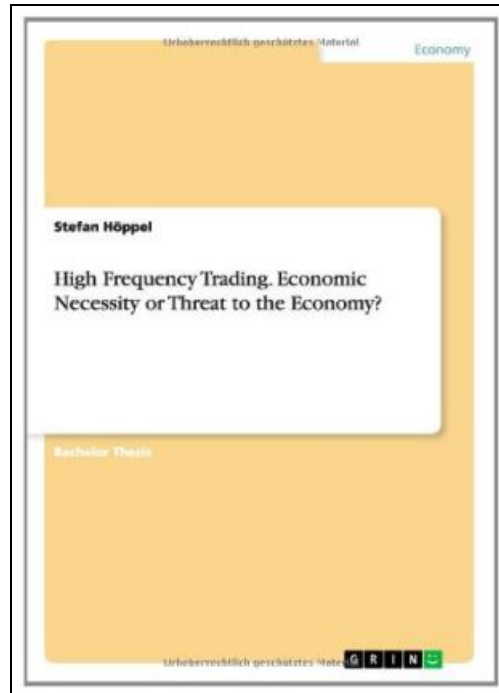 Urheberrechtlich geschütztes Material
Economy
Stefan Höppel
High Frequency Trading. Economic
Necessity or Threat to the Economy?
Bachelor Thesis
Urheberrechtlich geschütztes Mate
GRIN